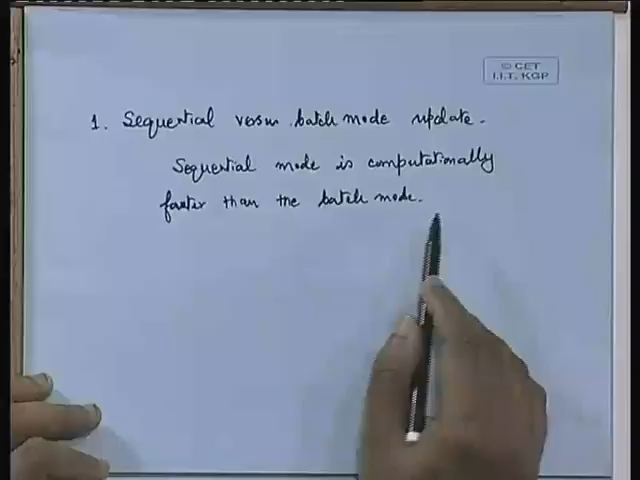 © CET
I.I.T. KGP
1. Sequential versus batch mode update.
Sequential mode is computationally
faster than the batch mode.